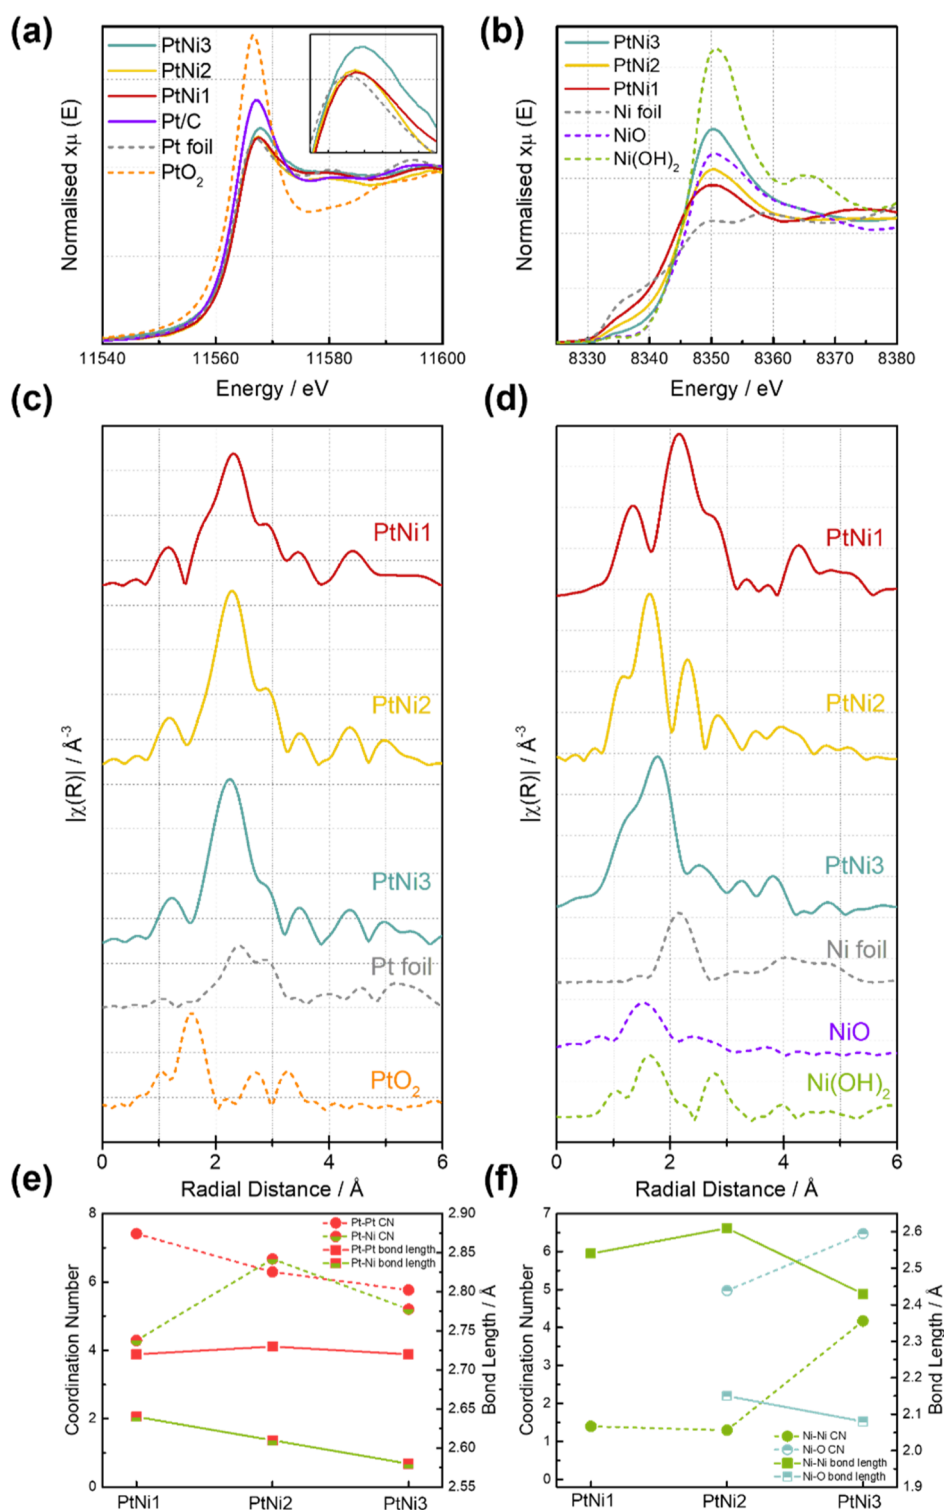 (a)
PtNi3
PtNi2
PtNi1
Pt/C
Pt foil
PtO2
Normalised xμ (E)
11540 11560 11580 11600
Energy / eV
(b)
PtNi3
PtNi2
PtNi1
Ni foil
NiO
Ni(OH)2
Normalised xμ (E)
8330 8340 8350 8360 8370 8380
Energy / eV
(c)
PtNi1
PtNi2
PtNi3
Pt foil
PtO2
|χ(R)| / Å-3
0 2 4 6
Radial Distance / Å
(d)
PtNi1
PtNi2
PtNi3
Ni foil
NiO
Ni(OH)2
|χ(R)| / Å-3
0 2 4 6
Radial Distance / Å
(e)
Pt-Pt CN
Pt-Ni CN
Pt-Pt bond length
Pt-Ni bond length
Coordination Number
8
6
4
2
0
2.90
2.85
2.80
2.75
2.70
2.65
2.60
2.55
Bond Length / Å
PtNi1 PtNi2 PtNi3
(f)
Coordination Number
7
6
5
4
3
2
1
0
2.6
2.5
2.4
2.3
2.2
2.1
2.0
1.9
Bond Length / Å
Ni-Ni CN
Ni-O CN
Ni-Ni bond length
Ni-O bond length
PtNi1 PtNi2 PtNi3